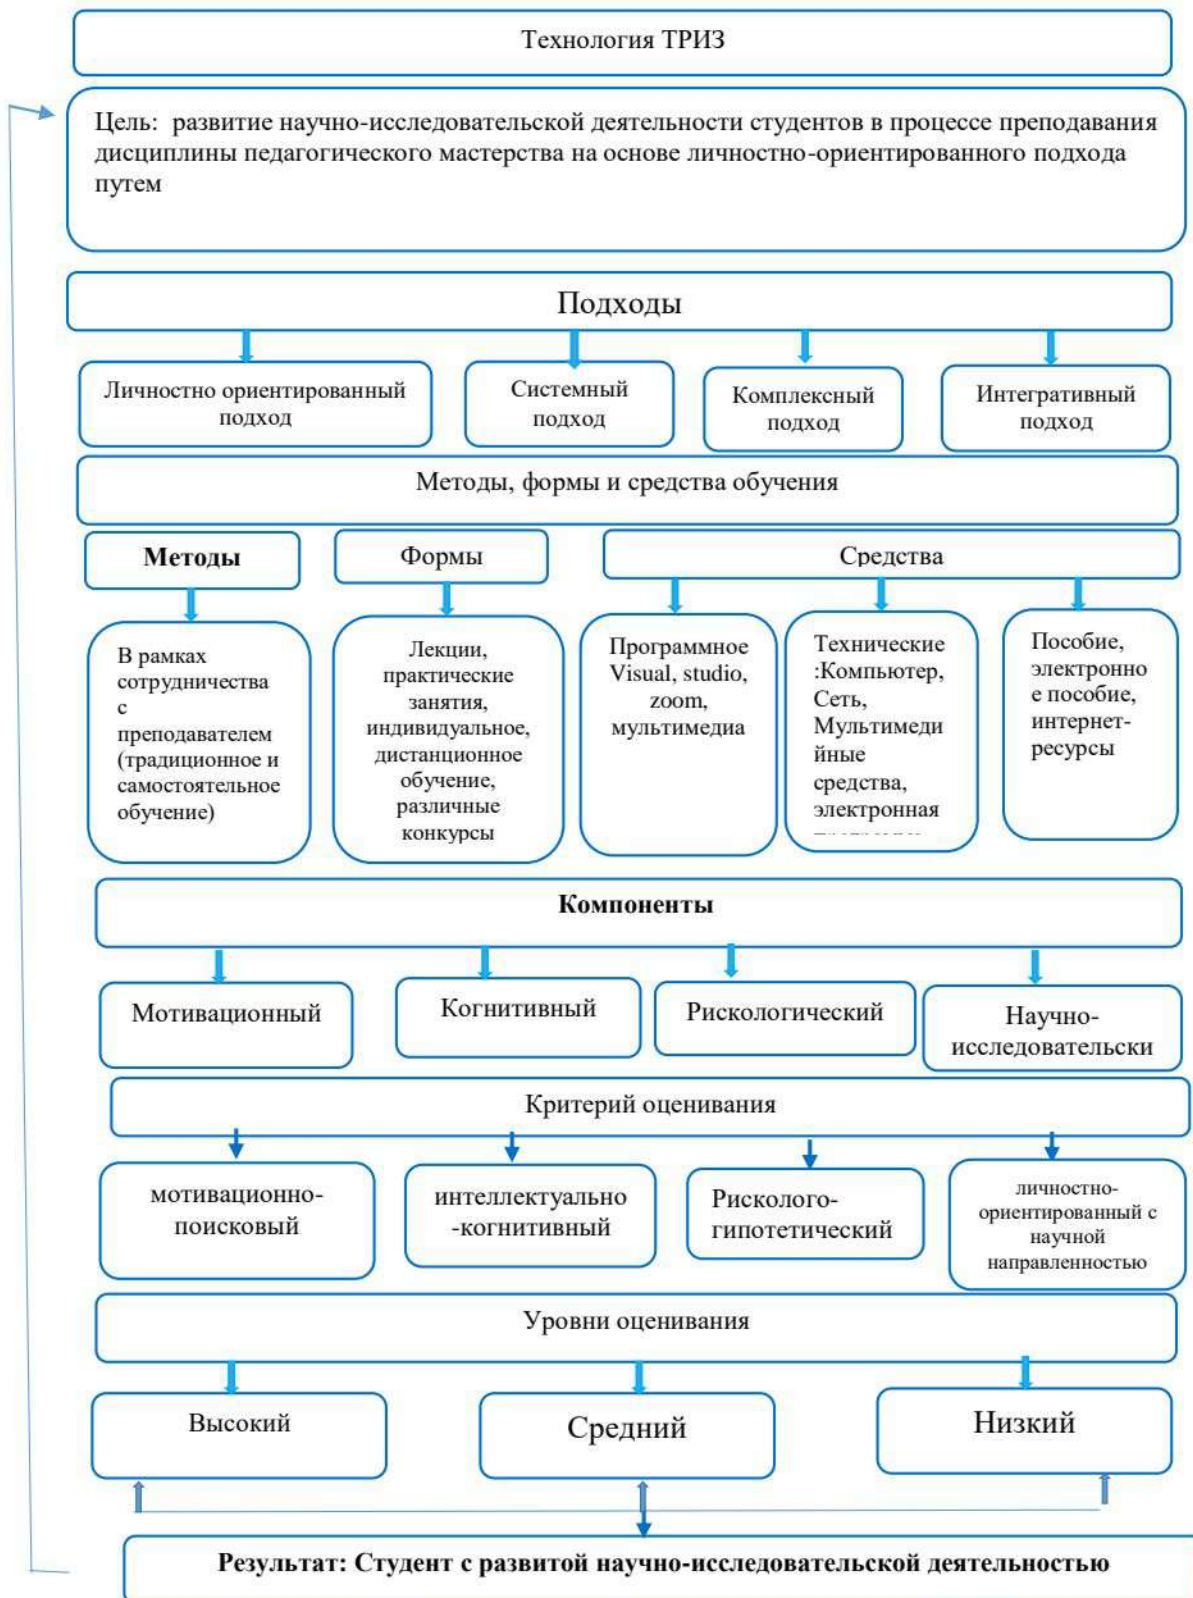 Технология ТРИЗ
Цель: развитие научно-исследовательской деятельности студентов в процессе преподавания
дисциплины педагогического мастерства на основе личностно-ориентированного подхода
путем
Подходы
Личностно ориентированный
подход
Системный
подход
Комплексный
подход
Интегративный
подход
Методы, формы и средства обучения
Методы
Формы
Средства
В рамках
сотрудничества
с
преподавателем
(традиционное и
самостоятельное
обучение)
Лекции,
практические
занятия,
индивидуальное,
дистанционное
обучение,
различные
конкурсы
Программное
Visual, studio,
zoom,
мультимедиа
Технические
:Компьютер,
Сеть,
Мультимеди
йные
средства,
электронная
Пособие,
электронно
е пособие,
интернет-
ресурсы
Компоненты
Мотивационный
Когнитивный
Рискологический
Научно-
исследовательски
Критерий оценивания
мотивационно-
поисковый
интеллектуально
-когнитивный
Рисколого-
гипотетический
личностно-
ориентированный с
научной
направленностью
Уровни оценивания
Высокий
Средний
Низкий
Результат: Студент с развитой научно-исследовательской деятельностью